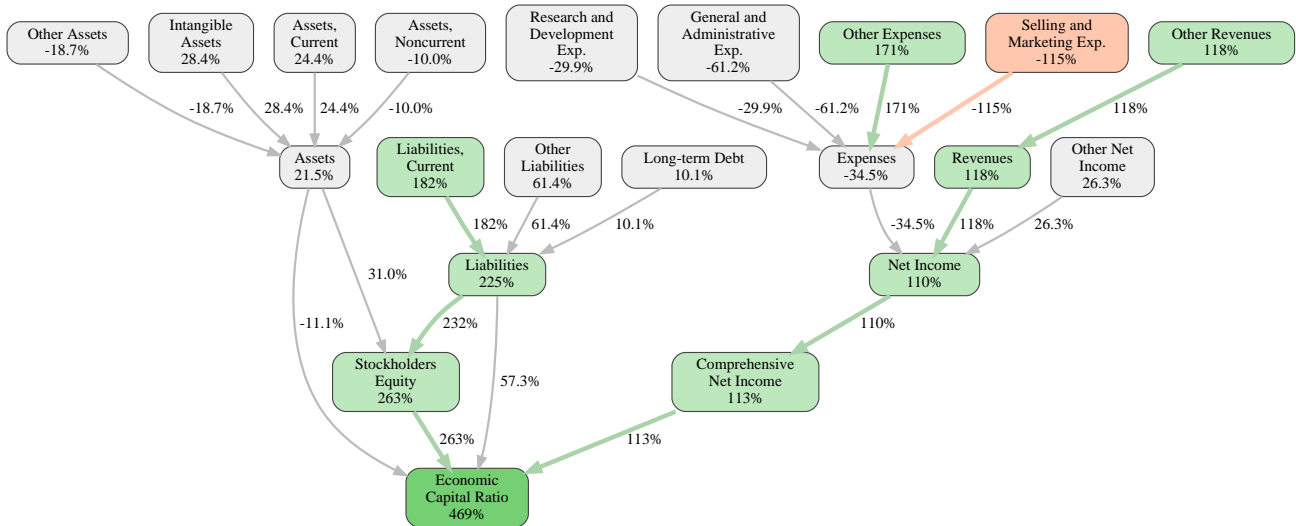 Other Assets
-18.7%
Intangible
Assets
28.4%
Assets,
Current
24.4%
Assets,
Noncurrent
-10.0%
Research and
Development
Exp.
-29.9%
General and
Administrative
Exp.
-61.2%
Other Expenses
171%
Selling and
Marketing Exp.
-115%
Other Revenues
118%
-18.7%
28.4%
24.4%
-10.0%
-29.9%
-61.2%
171%
-115%
118%
Assets
21.5%
Liabilities,
Current
182%
Other
Liabilities
61.4%
Long-term Debt
10.1%
Expenses
-34.5%
Revenues
118%
Other Net
Income
26.3%
182%
61.4%
10.1%
-34.5%
118%
26.3%
Liabilities
225%
Net Income
110%
31.0%
-11.1%
232%
110%
Stockholders
Equity
263%
57.3%
Comprehensive
Net Income
113%
263%
113%
Economic
Capital Ratio
469%